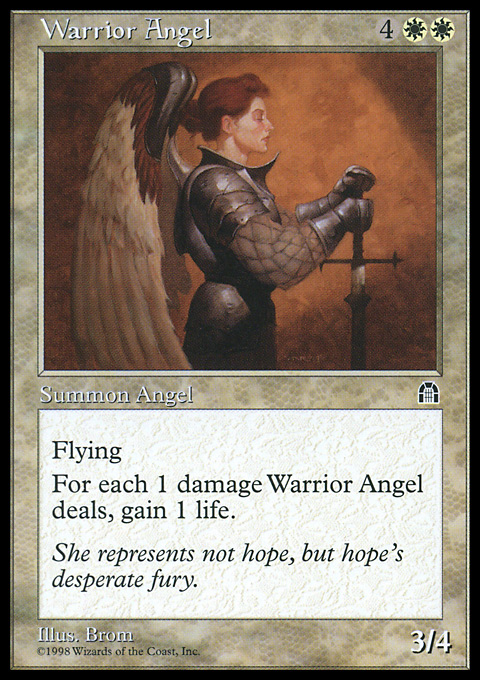 Warrior Angel 4
Summon Angel
Flying
For each 1 damage Warrior Angel
deals, gain 1 life.
She represents not hope, but hope's
desperate fury.
Illus. Brom
©1998 Wizards of the Coast, Inc. 3/4